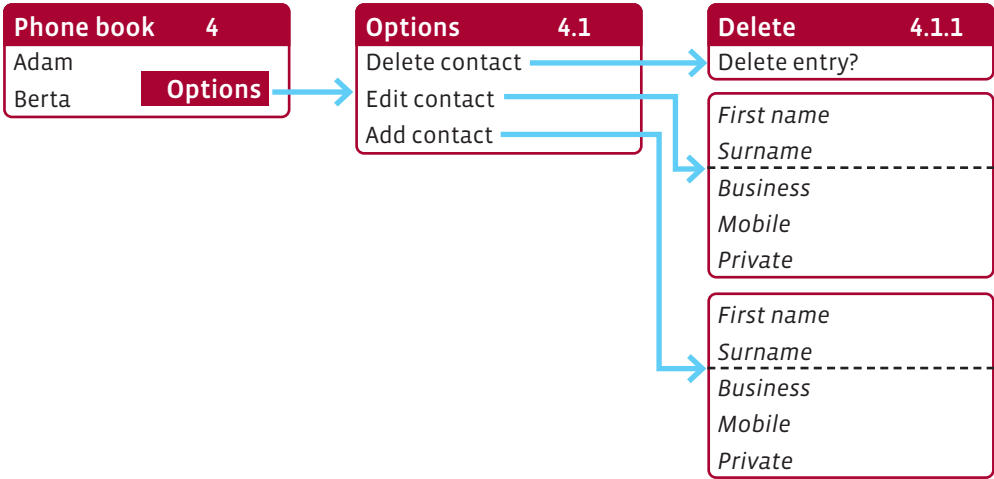 Phone book 4
Adam
Berta
Options
Options 4.1
Delete contact
Edit contact
Add contact
Delete 4.1.1
Delete entry?
First name
Surname
Business
Mobile
Private
First name
Surname
Business
Mobile
Private